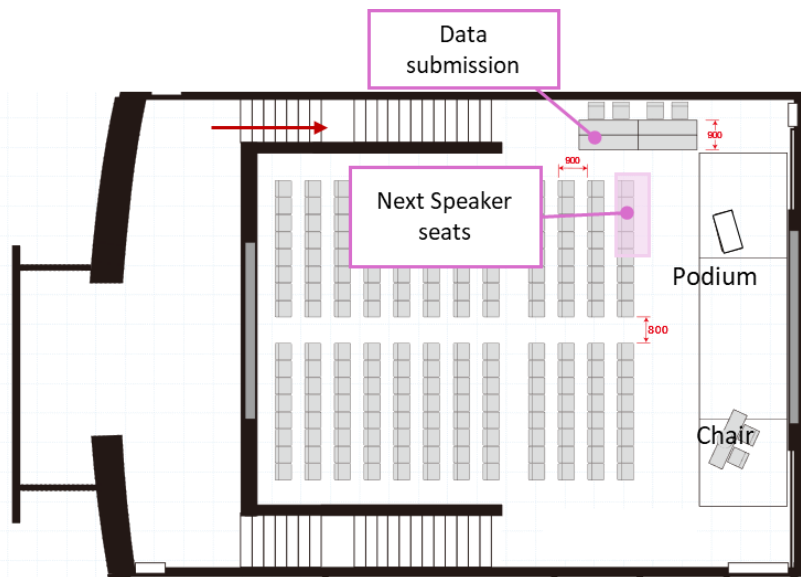 Data
submission
900
900
Next Speaker
seats
Podium
800
Chair